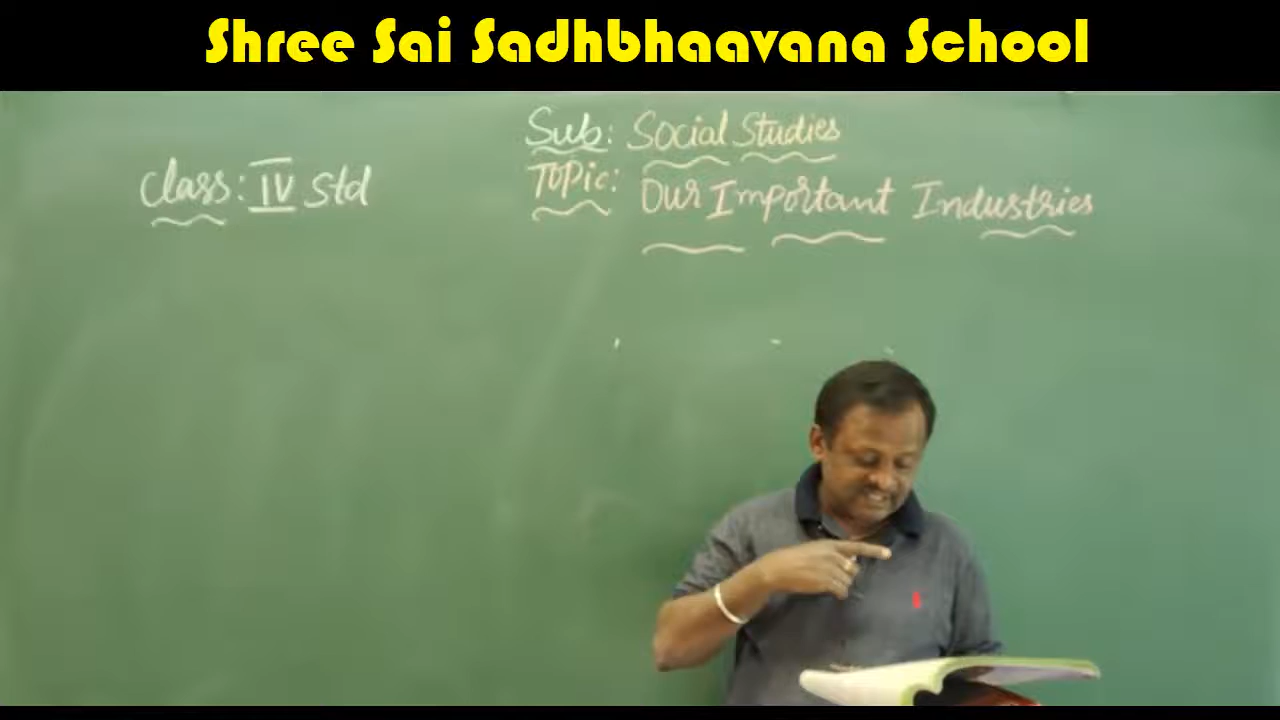 Shree Sai Sadhbhaavana School
Sub: Social Studies
Class: IV Std
Topic: Our Important Industries